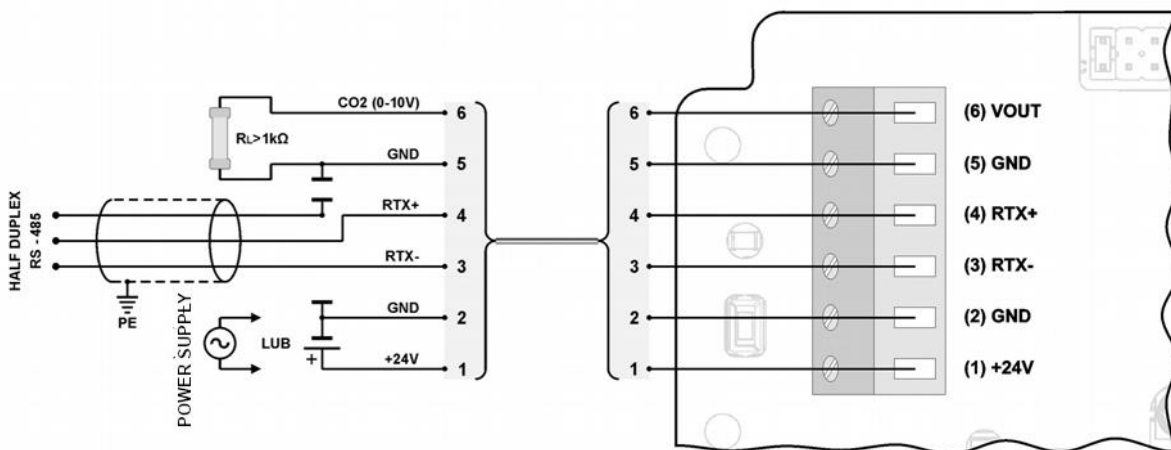 CO2 (0-10V)
6
6
(6) VOUT
RL>1kΩ
GND
5
5
(5) GND
HALF DUPLEX
RS -485
RTX+
4
4
(4) RTX+
RTX-
3
3
(3) RTX-
PE
POWER SUPPLY
GND
2
2
(2) GND
LUB
+
+24V
1
1
(1) +24V